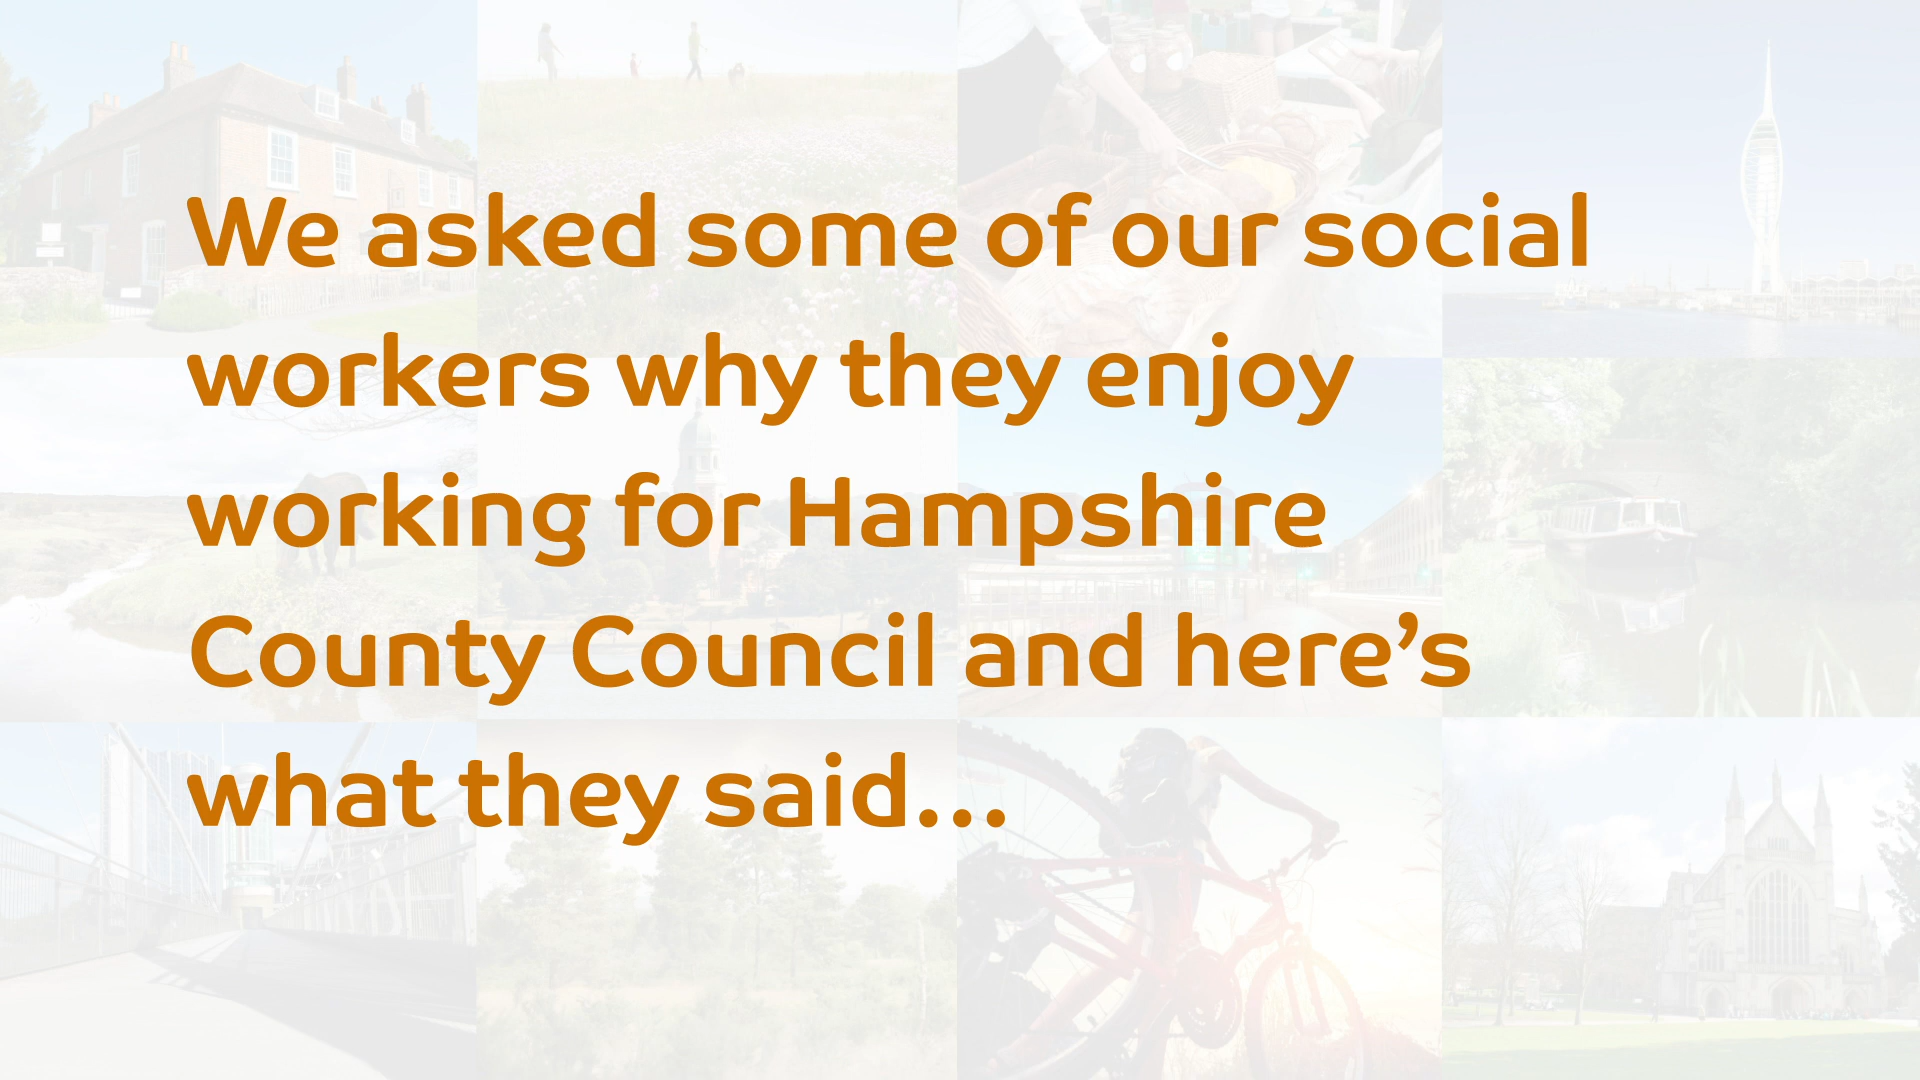 We asked some of our social
workers why they enjoy
working for Hampshire
County Council and here’s
what they said...